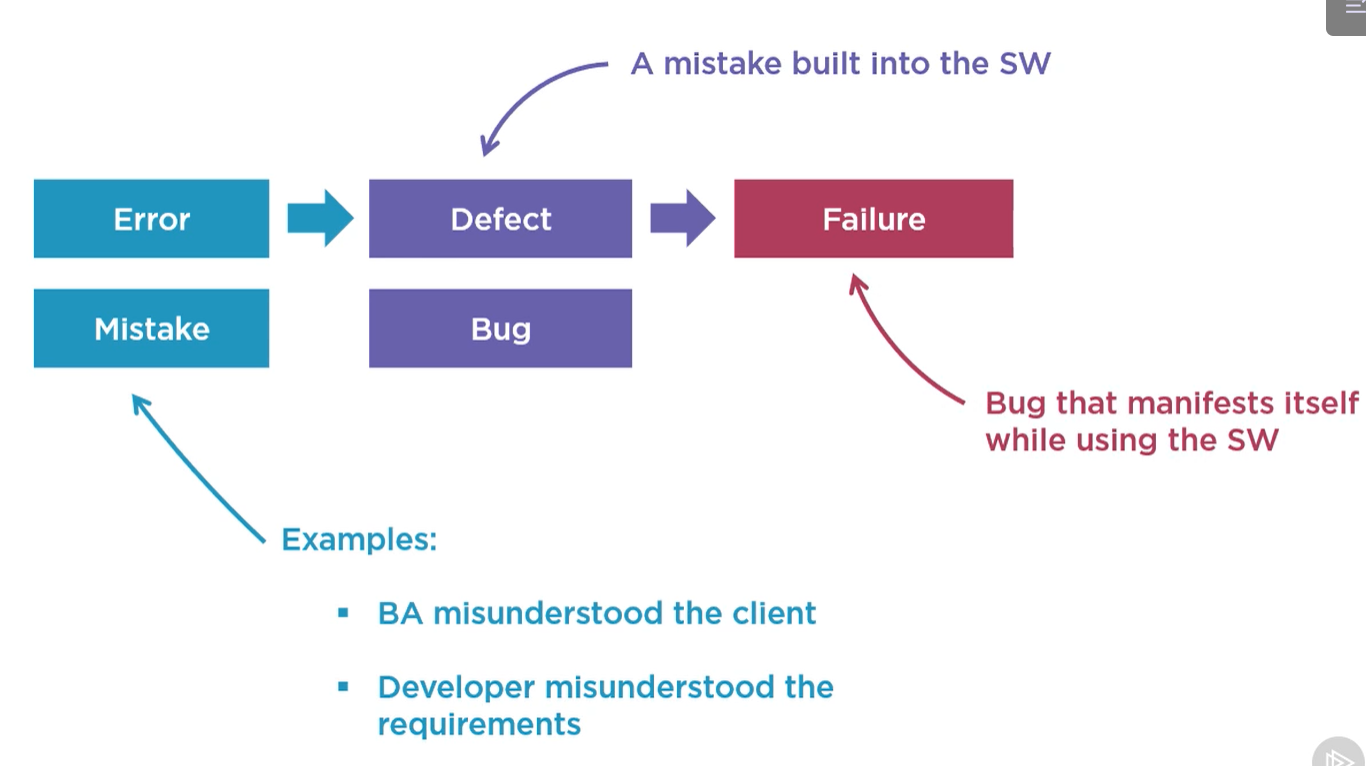 A mistake built into the SW
Error
Defect
Failure
Mistake
Bug
Bug that manifests itself
while using the SW
Examples:
▪ BA misunderstood the client
▪ Developer misunderstood the
requirements